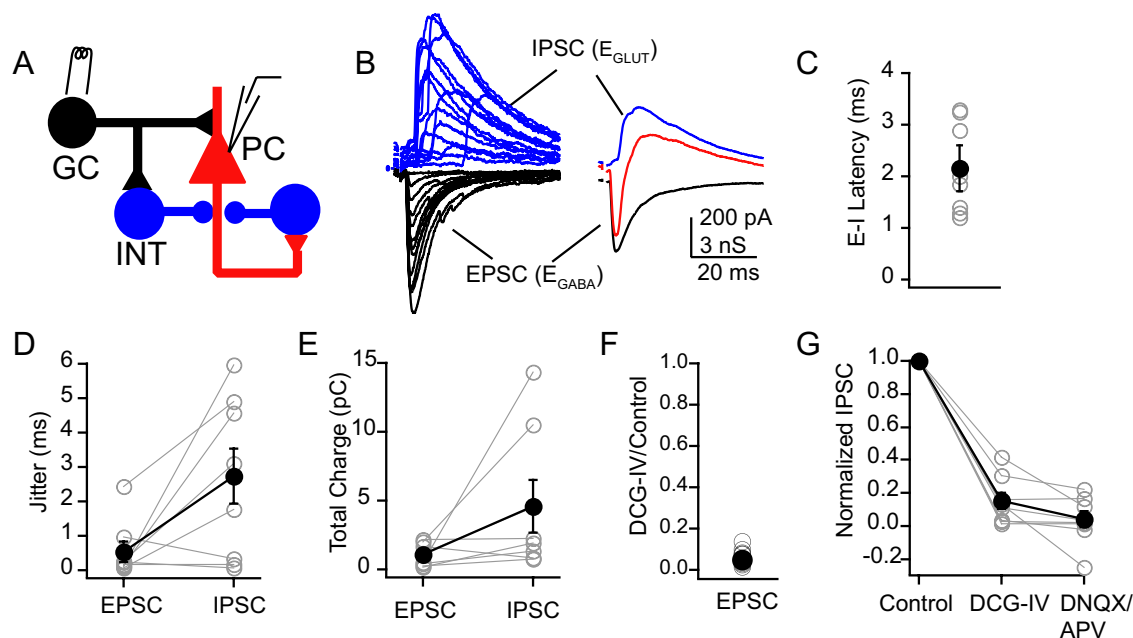 A
GC
PC
INT
B
IPSC (EGLUT)
EPSC (EGABA)
200 pA
3 nS
20 ms
C
E-I Latency (ms)
4
3
2
1
0
D
Jitter (ms)
6
5
4
3
2
1
0
EPSC
IPSC
E
Total Charge (pC)
15
10
5
0
EPSC
IPSC
F
DCG-IV/Control
1.0
0.8
0.6
0.4
0.2
0.0
EPSC
G
Normalized IPSC
1.0
0.8
0.6
0.4
0.2
0.0
-0.2
Control
DCG-IV
DNQX/
APV